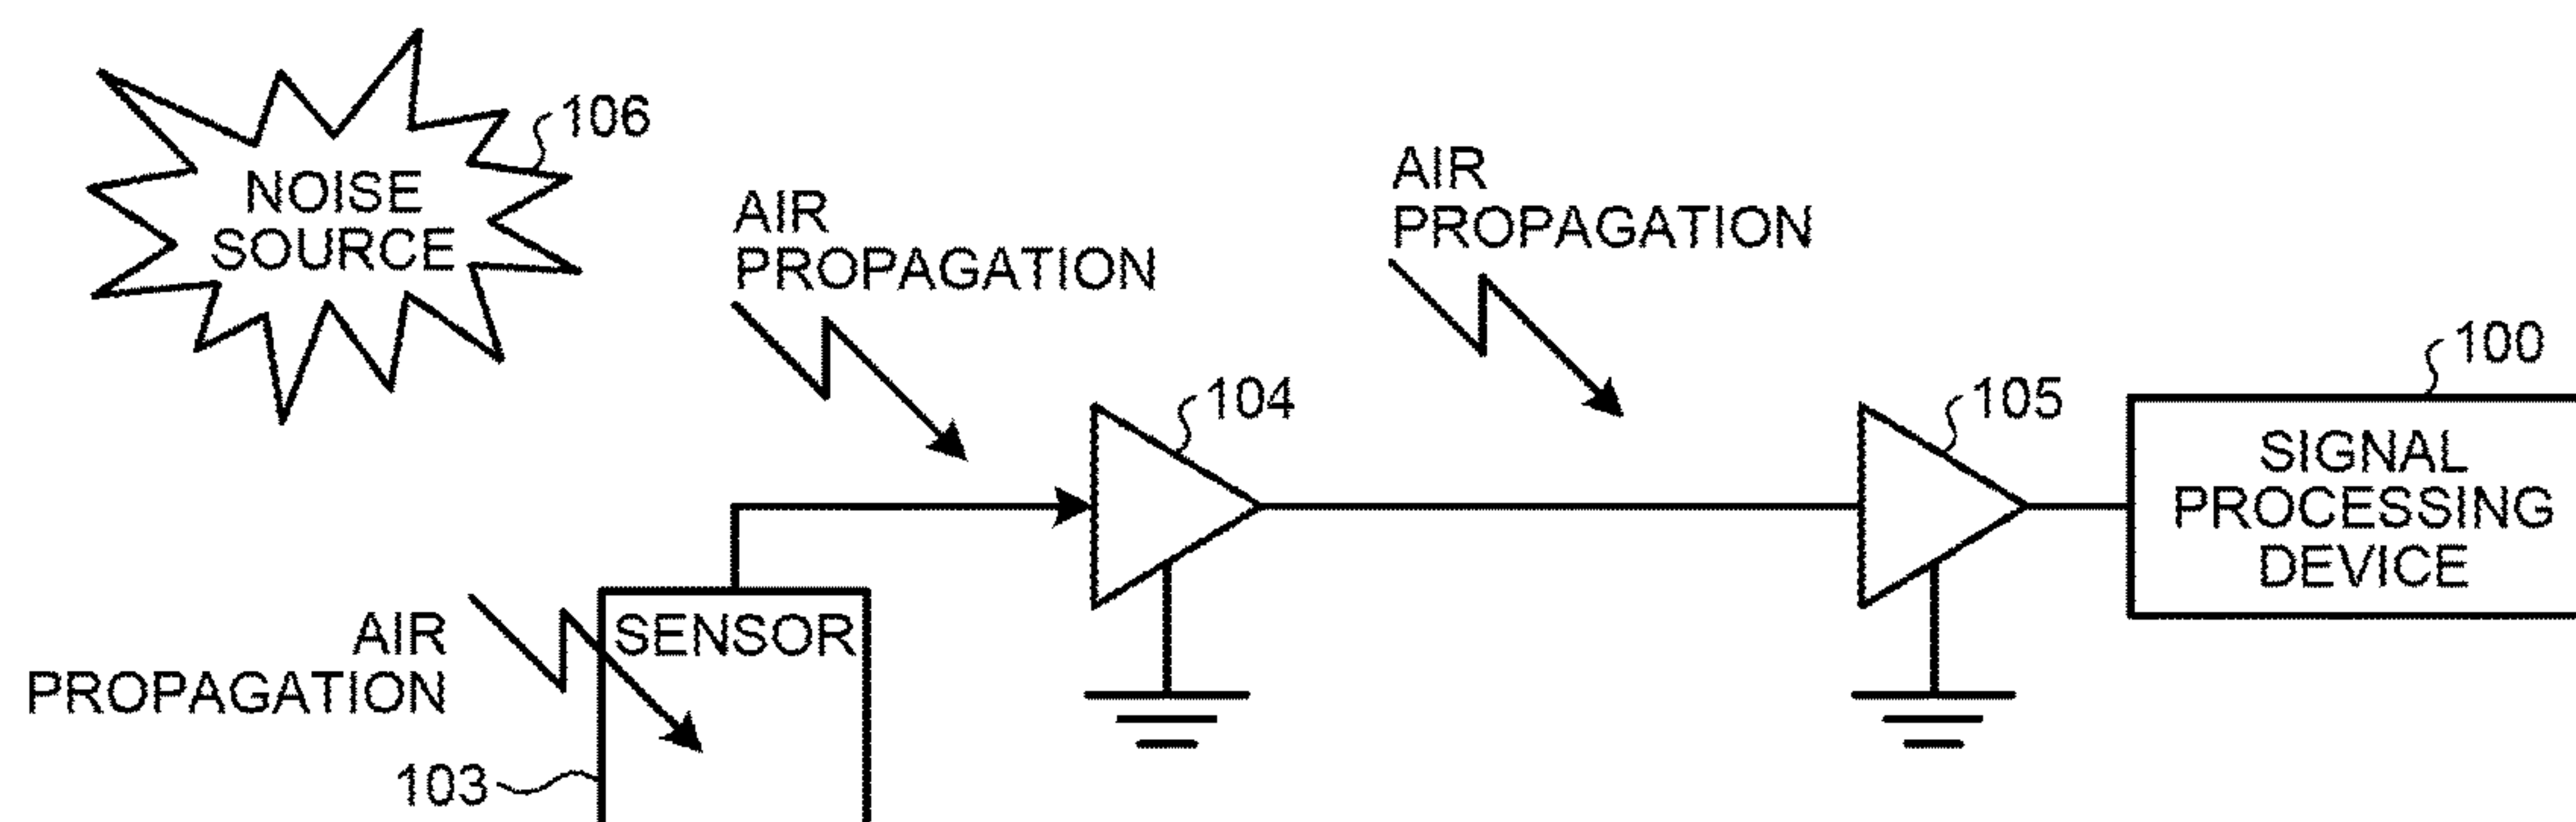 106
NOISE
SOURCE
AIR
PROPAGATION
AIR
PROPAGATION
104
105
100
SIGNAL
PROCESSING
DEVICE
SENSOR
AIR
PROPAGATION
103